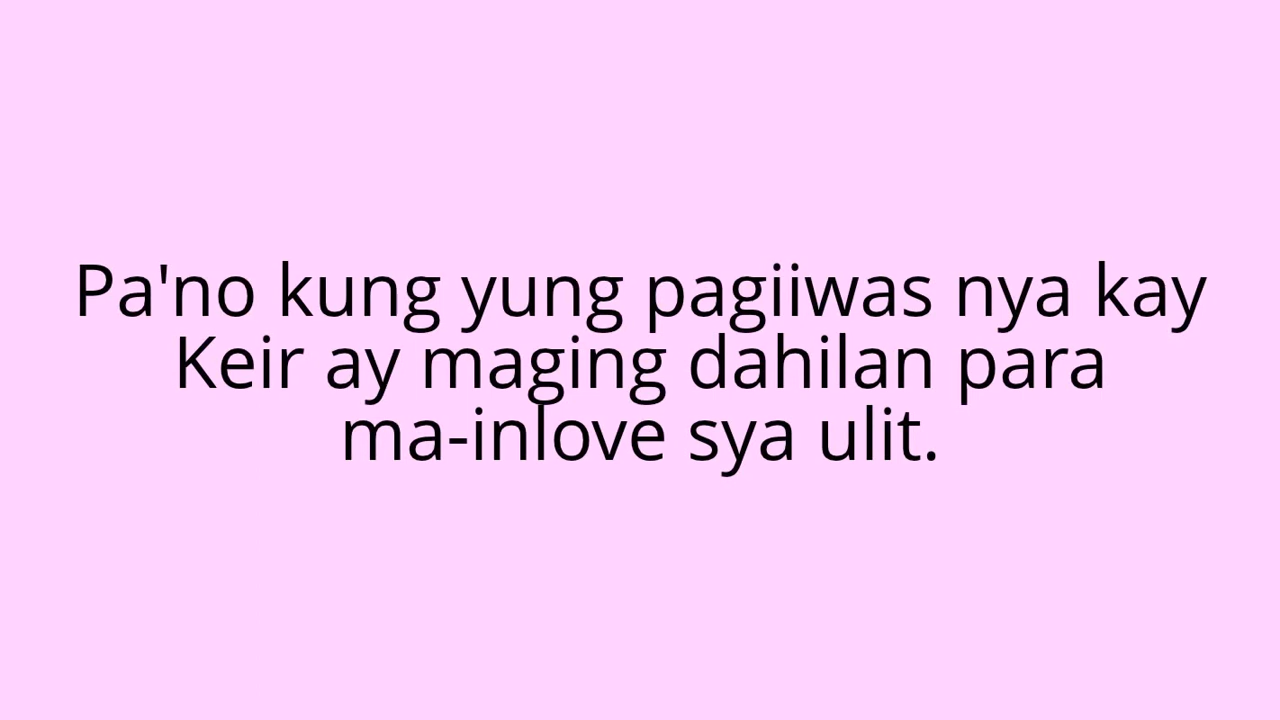 Pa'no kung yung pagiiwas nya kay
Keir ay maging dahilan para
ma-inlove sya ulit.